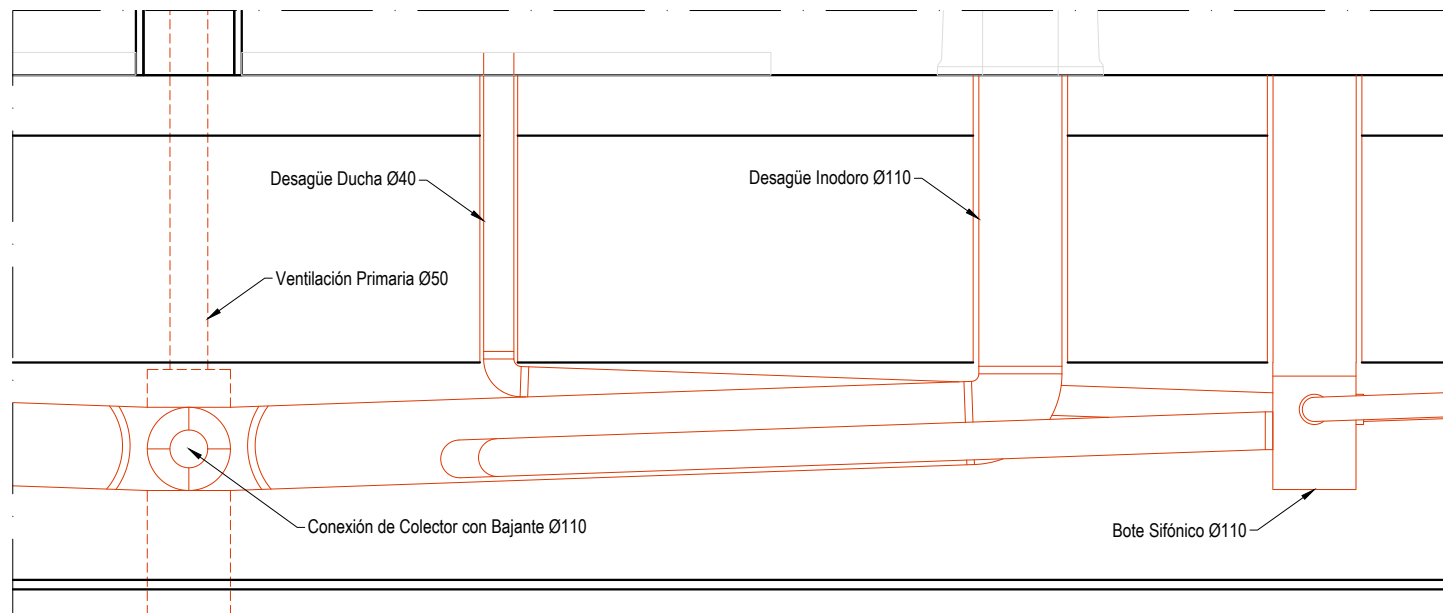 Desagüe Ducha Ø40
Desagüe Inodoro Ø110
Ventilación Primaria Ø50
Conexión de Colector con Bajante Ø110
Bote Sifónico Ø110